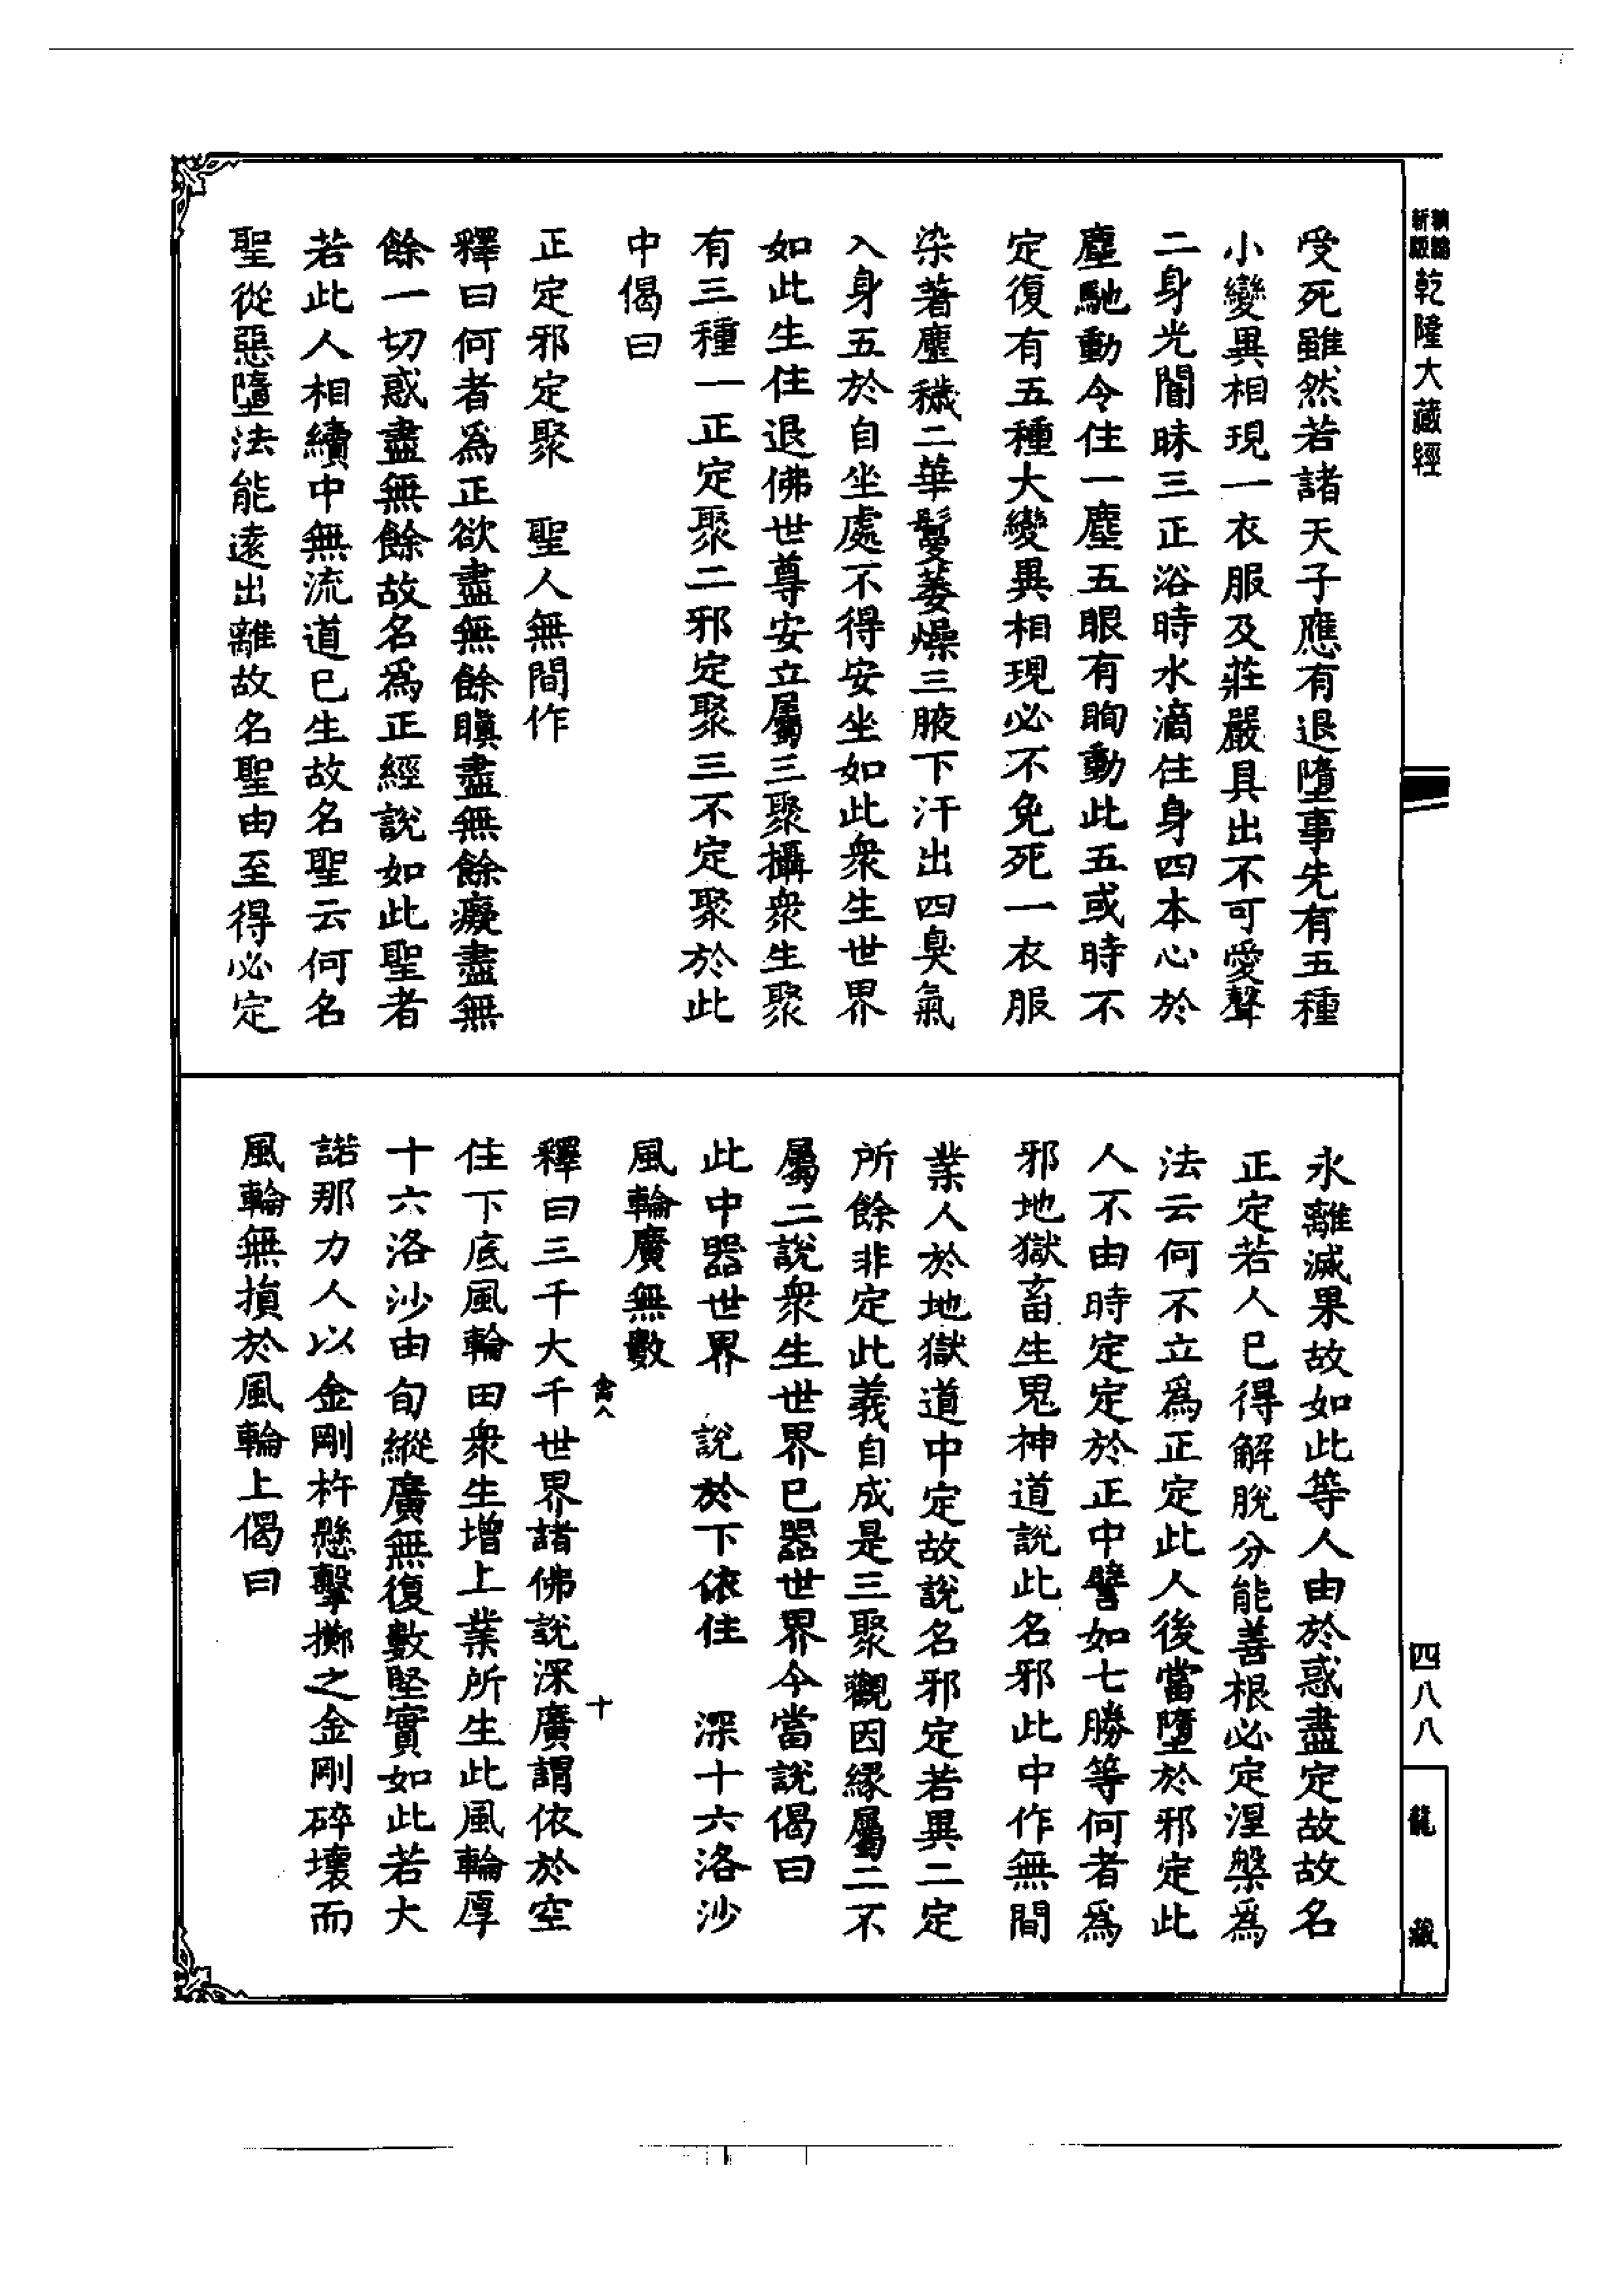 新編
新版
乾隆大藏經
受死雖然若諸天子應有退墮事先有五種
小變異相現一衣服及莊嚴具出不可愛聲
二身光闇昧三正浴時水滴住身四本心於
塵馳動令住一塵五眼有眴動此五或時不
定復有五種大變異相現必不免死一衣服
染著塵穢二華鬘萎燥三腋下汗出四臭氣
入身五於自坐處不得安坐如此衆生世界
如此生住退佛世尊安立屬三聚攝衆生聚
有三種一正定聚二邪定聚三不定聚於此
中偈曰
正定邪定聚　聖人無間作
釋曰何者爲正欲盡無餘瞋盡無餘癡盡無
餘一切惑盡無餘故名爲正經說如此聖者
若此人相續中無流道已生故名聖云何名
聖從惡墮法能遠出離故名聖由至得必定
永離滅果故如此等人由於惑盡定故故名
正定若人已得解脫分能善根必定涅槃爲
法云何不立爲正定此人後當墮於邪定此
人不由時定定於正中譬如七勝等何者爲
邪地獄畜生鬼神道說此名邪此中作無間
業人於地獄道中定故說名邪定若異二定
所餘非定此義自成是三聚觀因緣屬二不
屬二說衆生世界已器世界今當說偈曰
此中器世界　說於下依住　深十六洛沙
風輪廣無數
禽八
十
釋曰三千大千世界諸佛說深廣謂依於空
住下底風輪由衆生增上業所生此風輪厚
十六洛沙由旬縱廣無復數堅實如此若大
諾那力人以金剛杵懸擊擲之金剛碎壞而
風輪無損於風輪上偈曰
四八八
龍藏